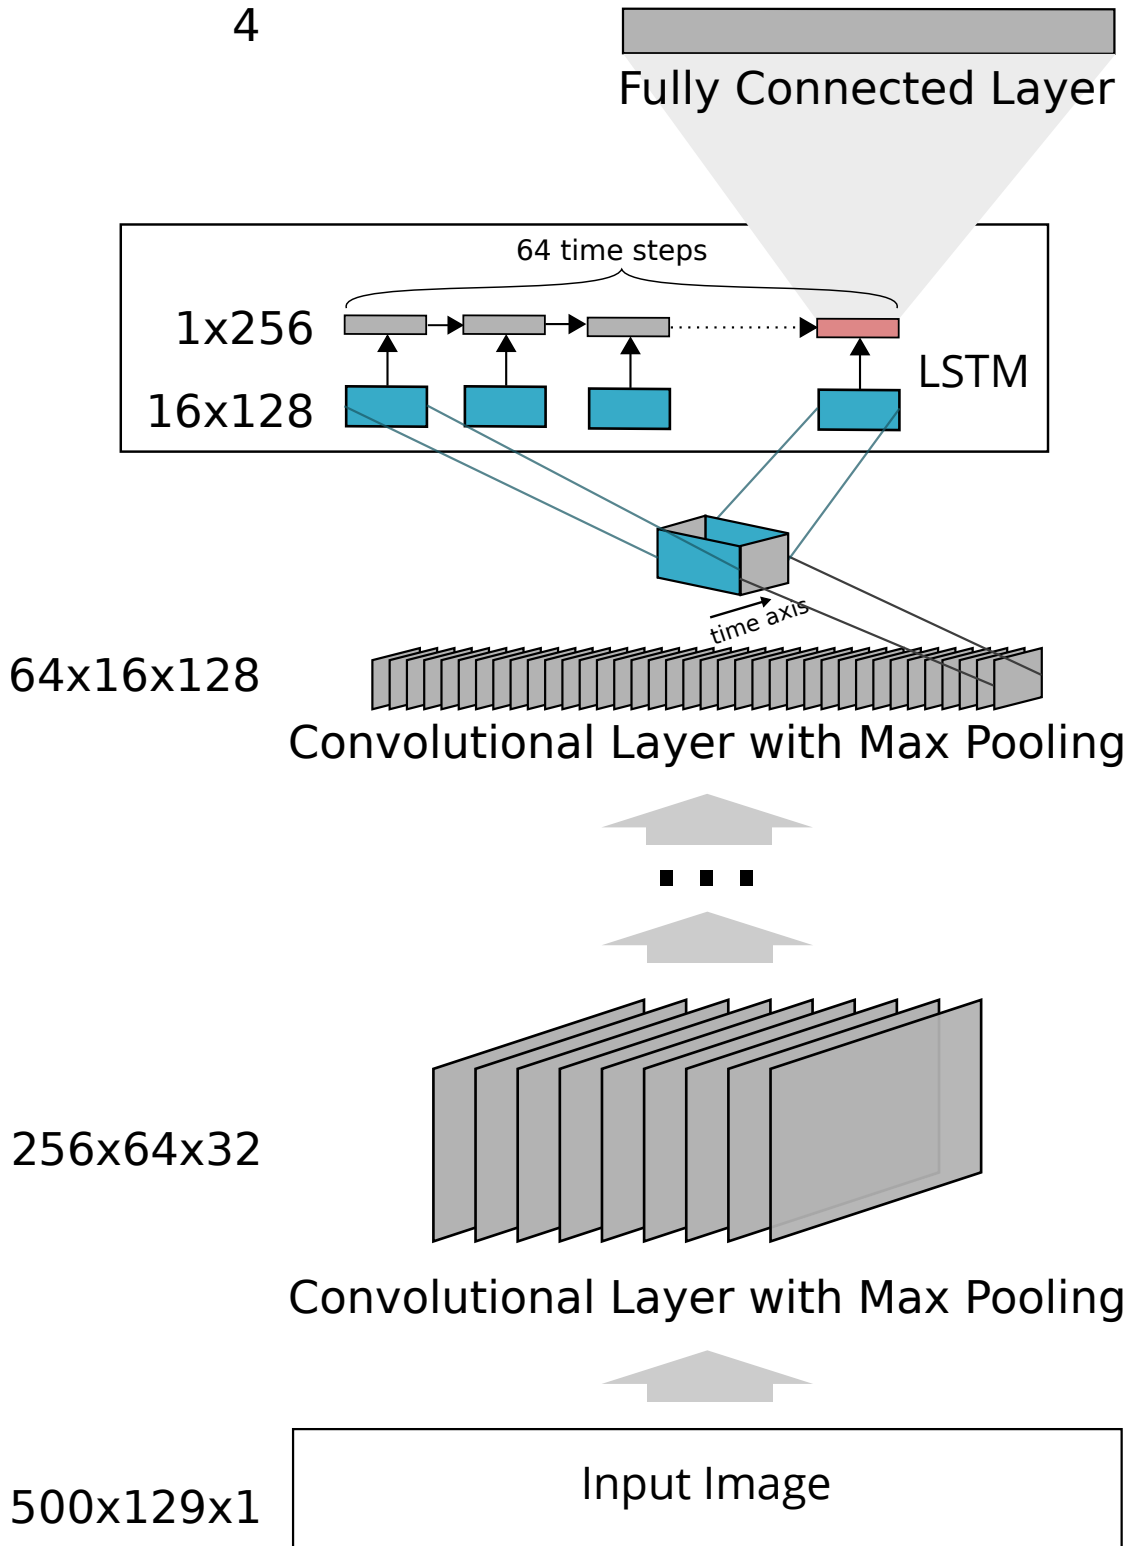 4
Fully Connected Layer
64 time steps
1x256
LSTM
16x128
time axis
64x16x128
Convolutional Layer with Max Pooling
...
256x64x32
Convolutional Layer with Max Pooling
Input Image
500x129x1